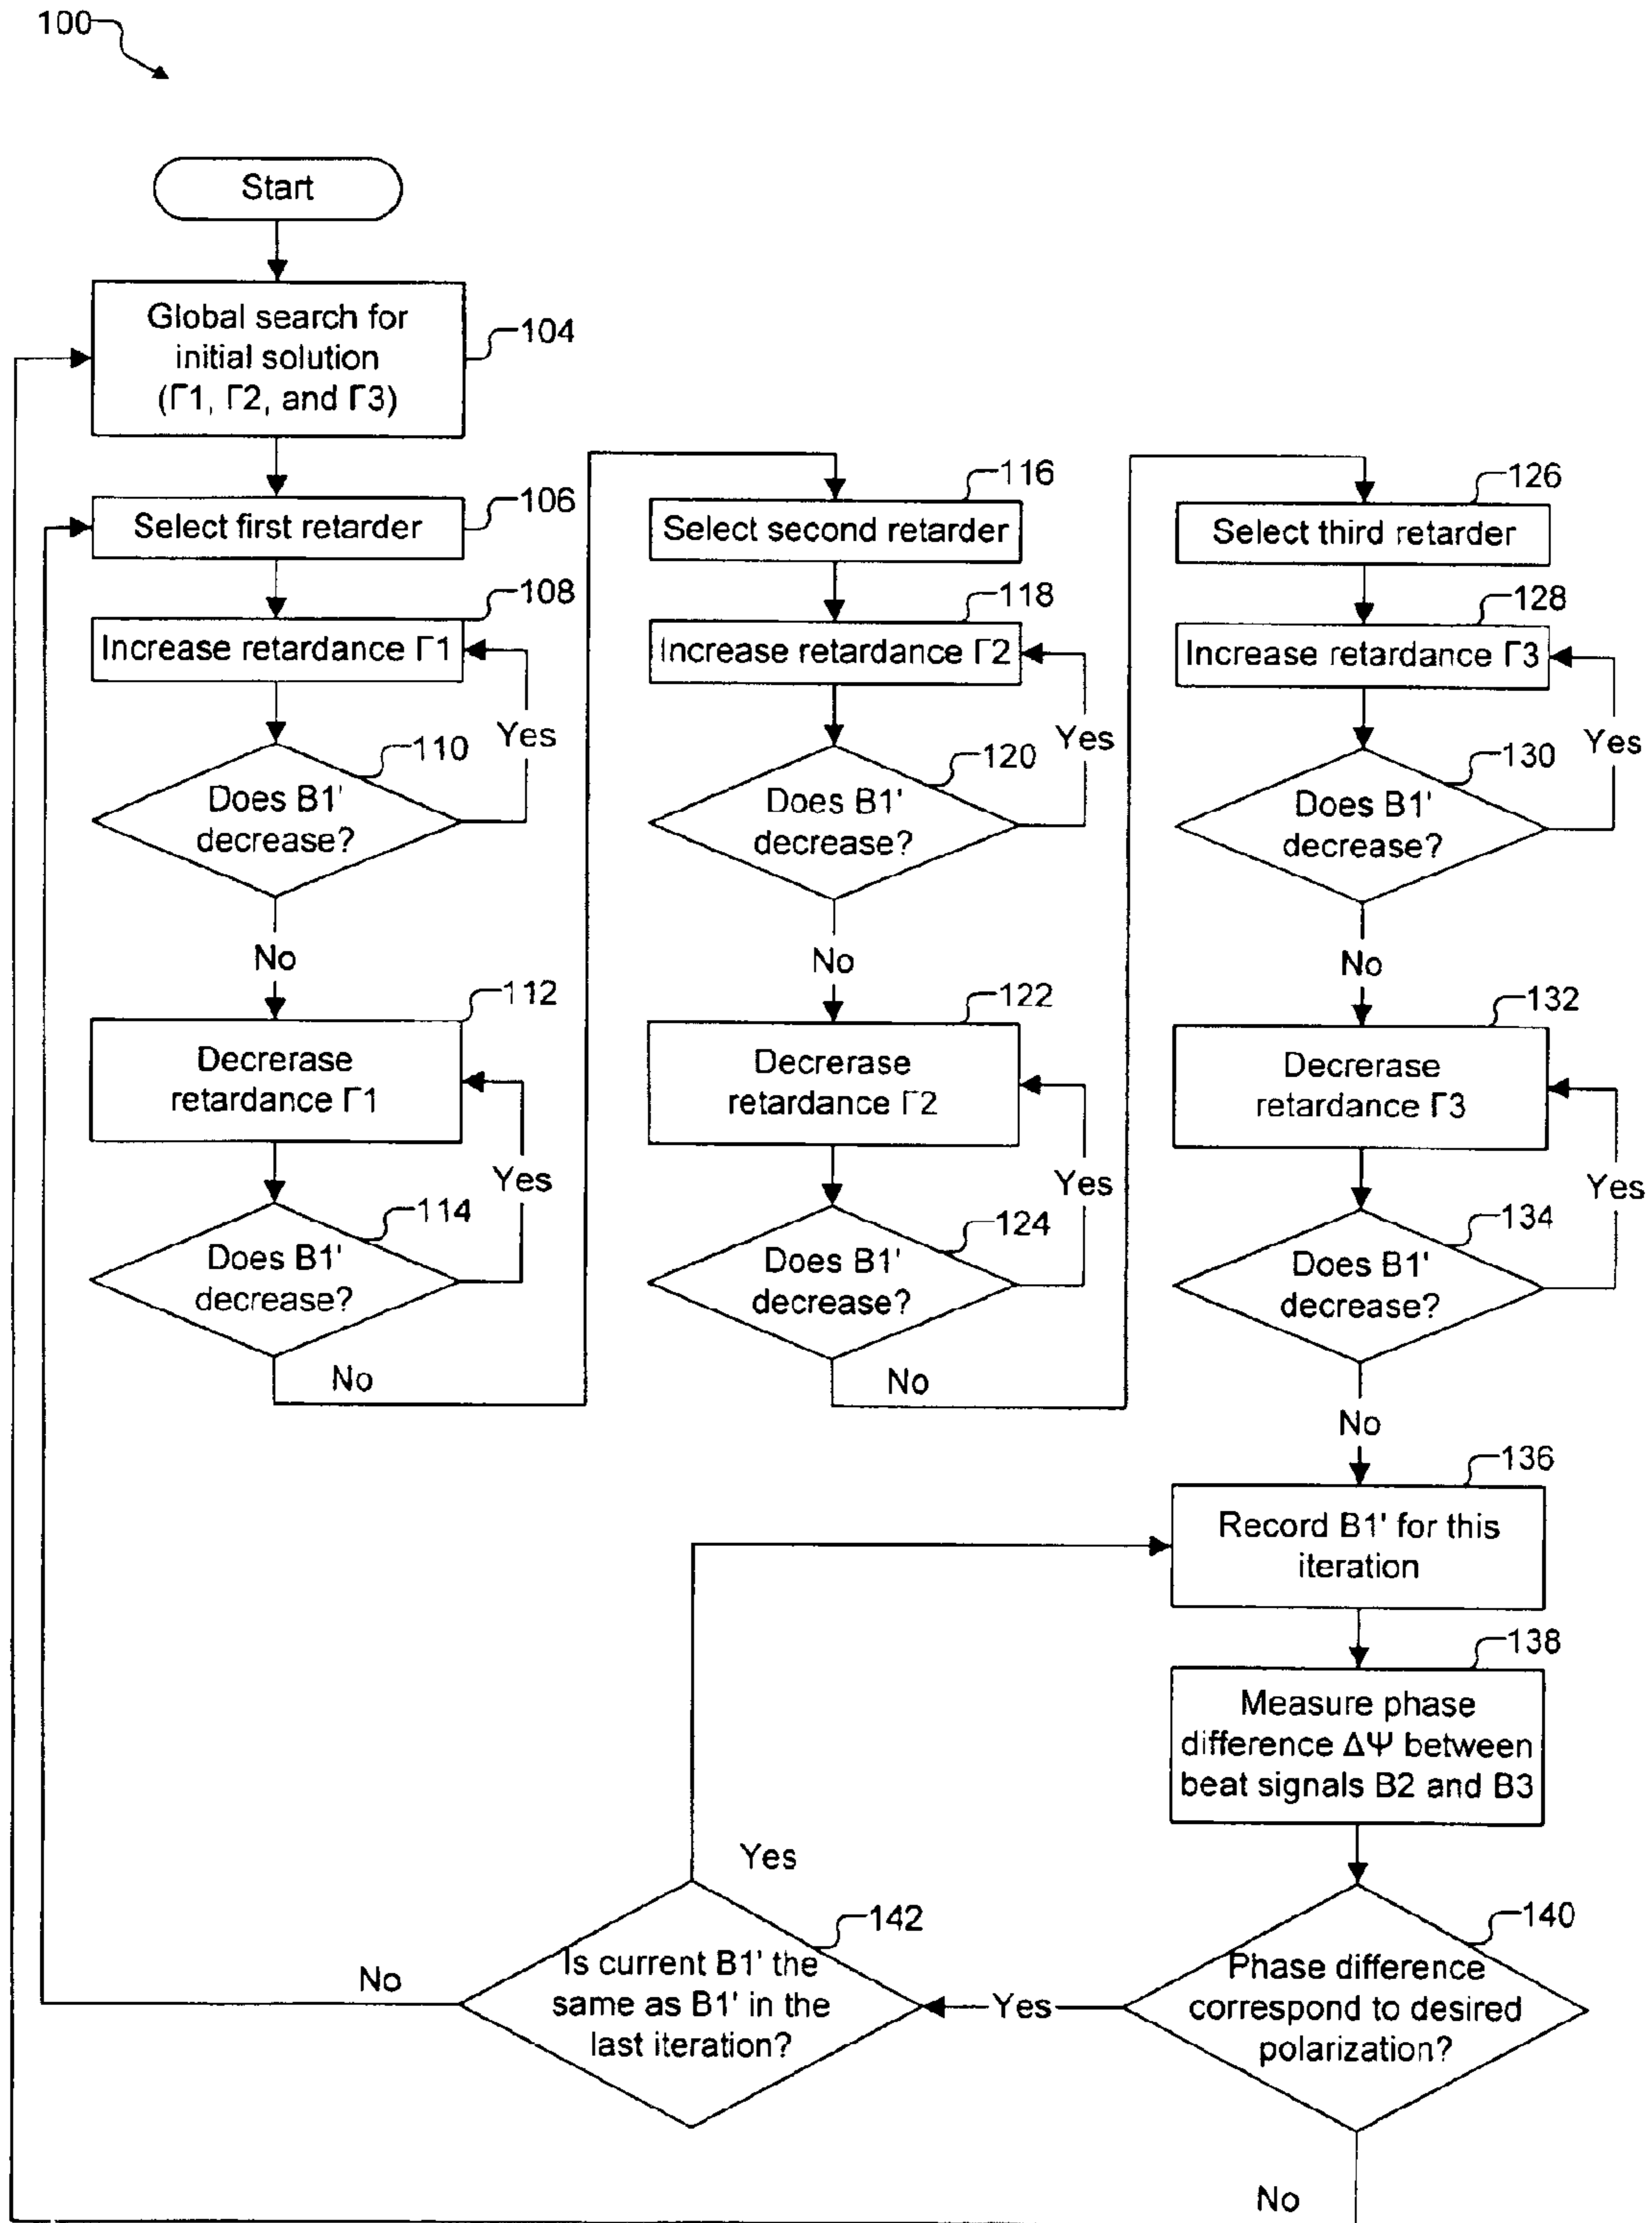 100
Start
Global search for
initial solution
(Γ1, Γ2, and Γ3)
104
Select first retarder
106
Increase retardance Γ1
108
Does B1'
decrease?
110
Yes
No
Decrerase
retardance Γ1
112
Does B1'
decrease?
114
Yes
No
Select second retarder
116
Increase retardance Γ2
118
Does B1'
decrease?
120
Yes
No
Decrerase
retardance Γ2
122
Does B1'
decrease?
124
Yes
No
Select third retarder
126
Increase retardance Γ3
128
Does B1'
decrease?
130
Yes
No
Decrerase
retardance Γ3
132
Does B1'
decrease?
134
Yes
No
Record B1' for this
iteration
136
Measure phase
difference ΔΨ between
beat signals B2 and B3
138
Phase difference
correspond to desired
polarization?
140
Yes
No
Is current B1' the
same as B1' in the
last iteration?
142
Yes
No